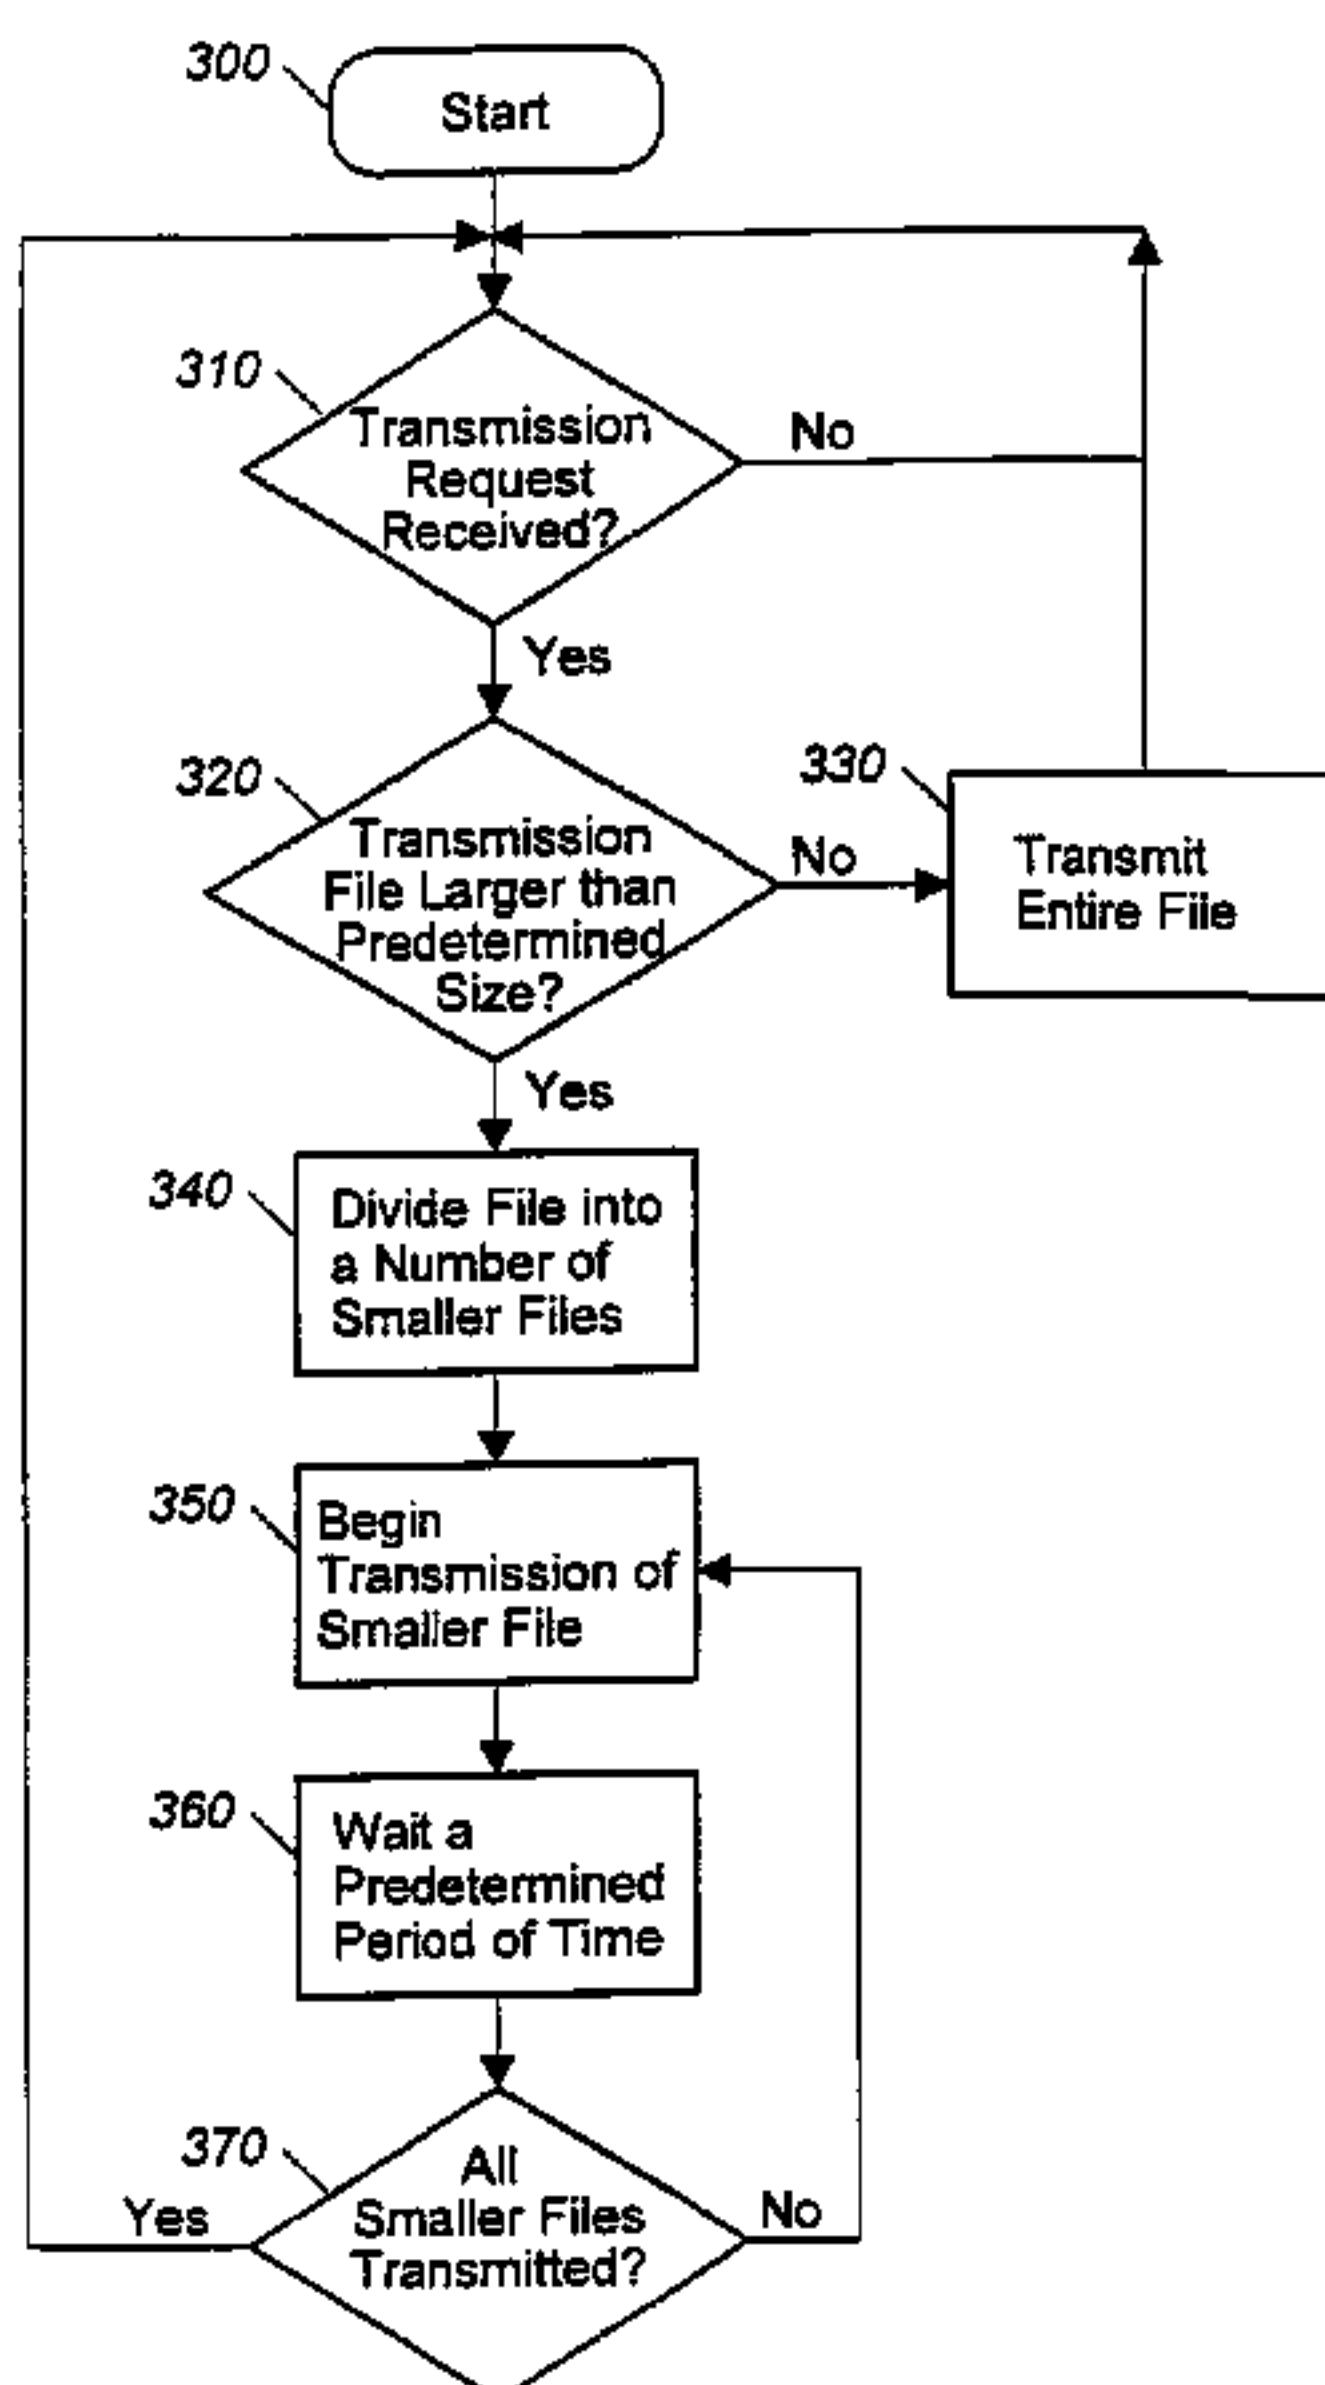 300
Start
310
Transmission
Request
Received?
No
Yes
320
Transmission
File Larger than
Predetermined
Size?
No
330
Transmit
Entire File
Yes
340
Divide File into
a Number of
Smaller Files
350
Begin
Transmission of
Smaller File
360
Wait a
Predetermined
Period of Time
370
All
Smaller Files
Transmitted?
Yes
No